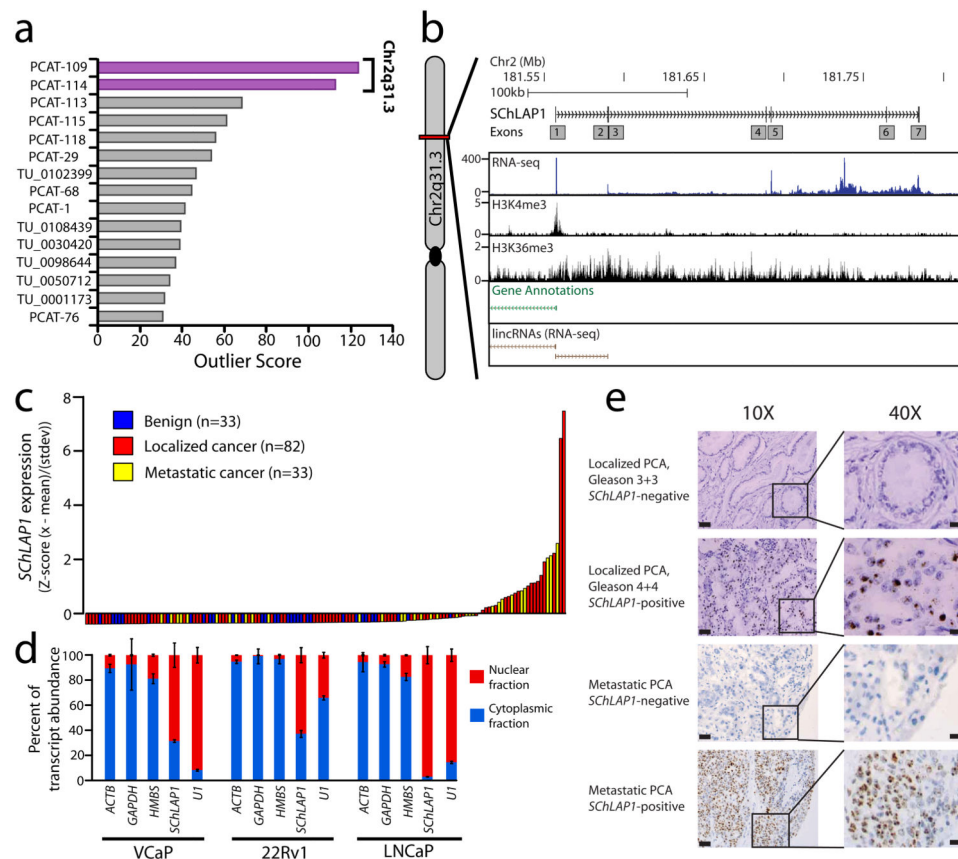 a
PCAT-109
PCAT-114
PCAT-113
PCAT-115
PCAT-118
PCAT-29
TU_0102399
PCAT-68
PCAT-1
TU_0108439
TU_0030420
TU_0098644
TU_0050712
TU_0001173
PCAT-76
Chr2q31.3
0 20 40 60 80 100 120 140
Outlier Score
b
Chr2q31.3
Chr2 (Mb)
181.55 181.65 181.75
100kb
SChLAP1
Exons 1 2 3 4 5 6 7
RNA-seq
400
0
H3K4me3
5
0
H3K36me3
2
0
Gene Annotations
lincRNAs (RNA-seq)
c
SChLAP1 expression
(Z-score (x - mean)/(stdev))
8
6
4
2
0
Benign (n=33)
Localized cancer (n=82)
Metastatic cancer (n=33)
d
Percent of
transcript abundance
100
80
60
40
20
0
Nuclear
fraction
Cytoplasmic
fraction
ACTB GAPDH HMBS SChLAP1 U1 ACTB GAPDH HMBS SChLAP1 U1 ACTB GAPDH HMBS SChLAP1 U1
VCaP 22Rv1 LNCaP
e
10X 40X
Localized PCA,
Gleason 3+3
SChLAP1-negative
Localized PCA,
Gleason 4+4
SChLAP1-positive
Metastatic PCA
SChLAP1-negative
Metastatic PCA
SChLAP1-positive